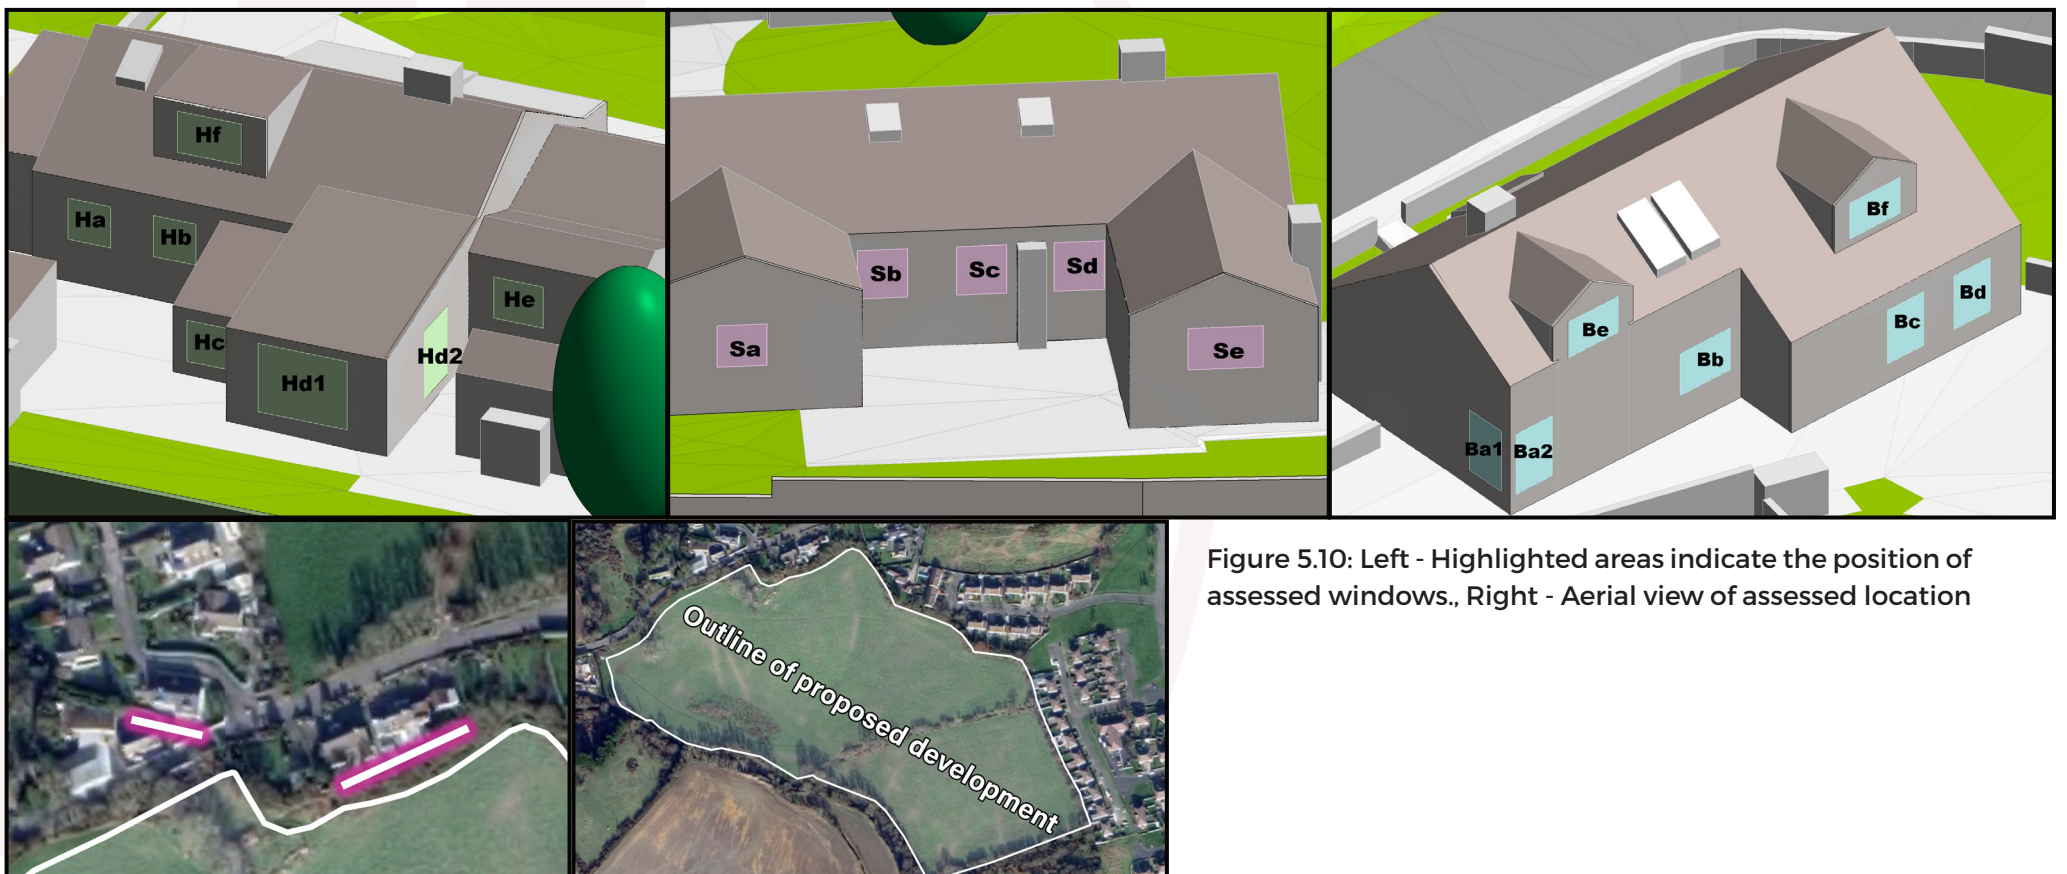 Hf
Ha
Hb
He
Hc
Hd2
Hd1
Sb
Sc
Sd
Sa
Se
Bf
Bd
Be
Bc
Bb
Ba1
Ba2
Outline of proposed development
Figure 5.10: Left - Highlighted areas indicate the position of
assessed windows., Right - Aerial view of assessed location